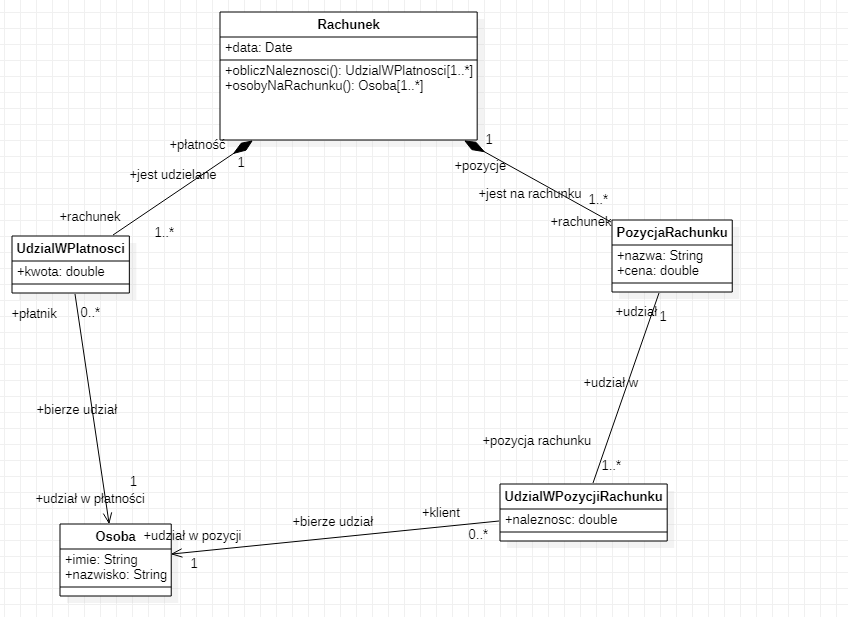 Rachunek
+data: Date
+obliczNaleznosci(): UdzialWPlatnosci[1..*]
+osobyNaRachunku(): Osoba[1..*]
+płatność
1
1
+pozycje
+jest udzielane
+jest na rachunku
1..*
+rachunek
+rachunek
1..*
UdzialWPlatnosci
+kwota: double
PozycjaRachunku
+nazwa: String
+cena: double
+płatnik
0..*
+udział
1
+udział w
+bierze udział
+pozycja rachunku
1..*
1
+udział w płatności
UdzialWPozycjiRachunku
+naleznosc: double
+klient
0..*
+bierze udział
+udział w pozycji
1
Osoba
+imie: String
+nazwisko: String